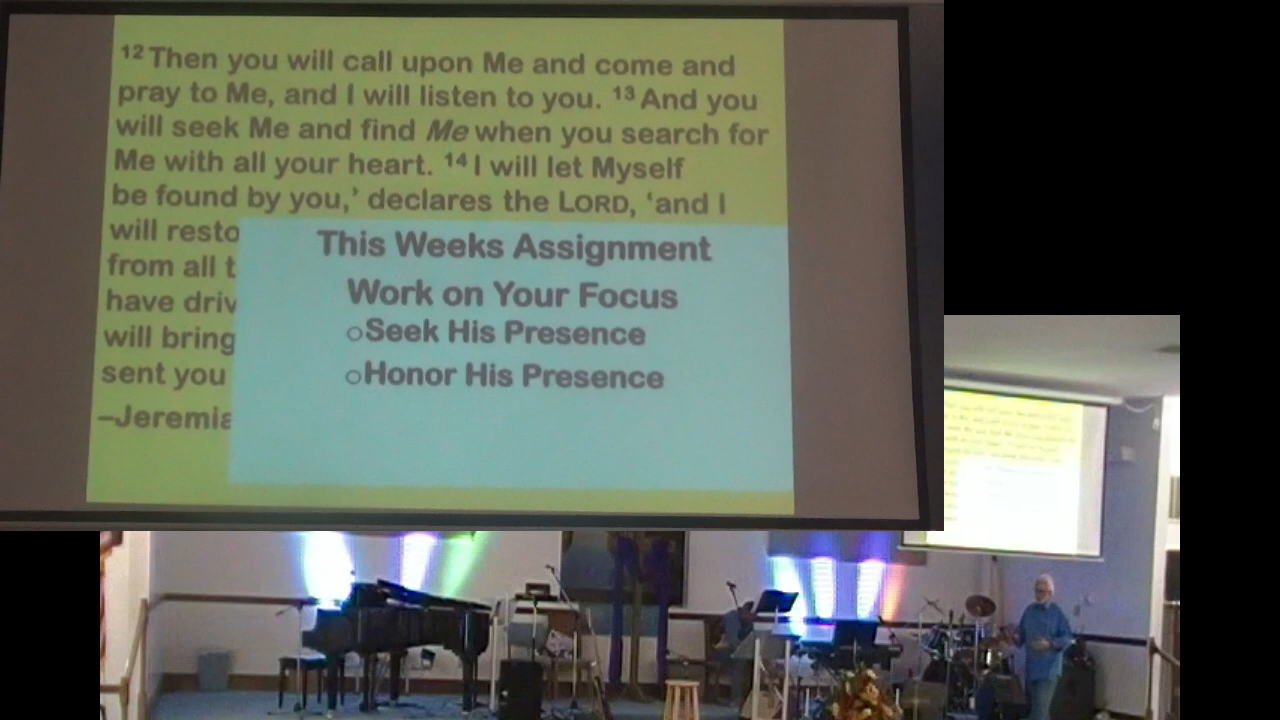 12 Then you will call upon Me and come and
pray to Me, and I will listen to you. 13 And you
will seek Me and find Me when you search for
Me with all your heart. 14 I will let Myself
be found by you,’ declares the LORD, ‘and I
will resto
from all t
have driv
will bring
sent you
–Jeremia
This Weeks Assignment
Work on Your Focus
○Seek His Presence
○Honor His Presence